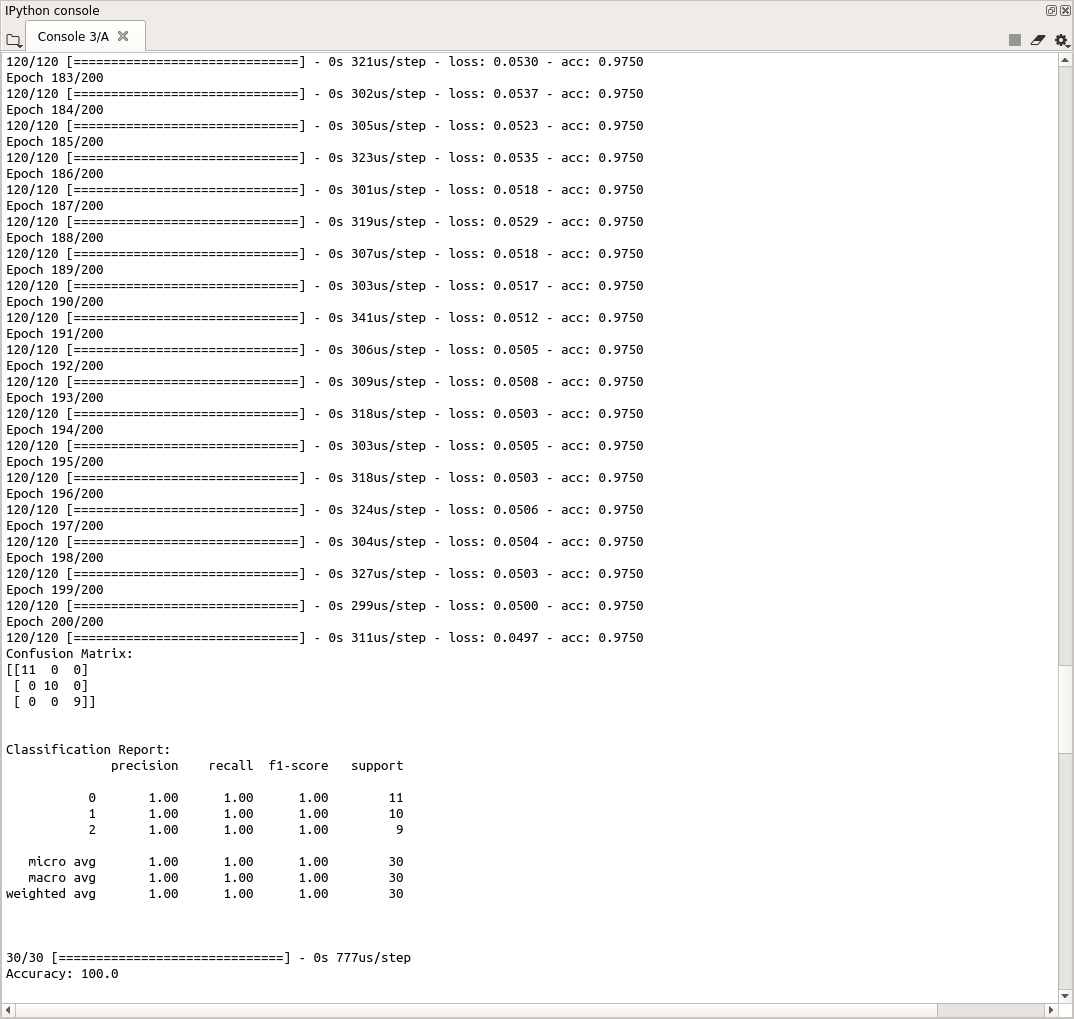 IPython console
Console 3/A
120/120 [==============================] - 0s 321us/step - loss: 0.0530 - acc: 0.9750
Epoch 183/200
120/120 [==============================] - 0s 302us/step - loss: 0.0537 - acc: 0.9750
Epoch 184/200
120/120 [==============================] - 0s 305us/step - loss: 0.0523 - acc: 0.9750
Epoch 185/200
120/120 [==============================] - 0s 323us/step - loss: 0.0535 - acc: 0.9750
Epoch 186/200
120/120 [==============================] - 0s 301us/step - loss: 0.0518 - acc: 0.9750
Epoch 187/200
120/120 [==============================] - 0s 319us/step - loss: 0.0529 - acc: 0.9750
Epoch 188/200
120/120 [==============================] - 0s 307us/step - loss: 0.0518 - acc: 0.9750
Epoch 189/200
120/120 [==============================] - 0s 303us/step - loss: 0.0517 - acc: 0.9750
Epoch 190/200
120/120 [==============================] - 0s 341us/step - loss: 0.0512 - acc: 0.9750
Epoch 191/200
120/120 [==============================] - 0s 306us/step - loss: 0.0505 - acc: 0.9750
Epoch 192/200
120/120 [==============================] - 0s 309us/step - loss: 0.0508 - acc: 0.9750
Epoch 193/200
120/120 [==============================] - 0s 318us/step - loss: 0.0503 - acc: 0.9750
Epoch 194/200
120/120 [==============================] - 0s 303us/step - loss: 0.0505 - acc: 0.9750
Epoch 195/200
120/120 [==============================] - 0s 318us/step - loss: 0.0503 - acc: 0.9750
Epoch 196/200
120/120 [==============================] - 0s 324us/step - loss: 0.0506 - acc: 0.9750
Epoch 197/200
120/120 [==============================] - 0s 304us/step - loss: 0.0504 - acc: 0.9750
Epoch 198/200
120/120 [==============================] - 0s 327us/step - loss: 0.0503 - acc: 0.9750
Epoch 199/200
120/120 [==============================] - 0s 299us/step - loss: 0.0500 - acc: 0.9750
Epoch 200/200
120/120 [==============================] - 0s 311us/step - loss: 0.0497 - acc: 0.9750
Confusion Matrix:
[[11  0  0]
 [ 0 10  0]
 [ 0  0  9]]
Classification Report:
              precision    recall  f1-score   support
           0       1.00      1.00      1.00        11
           1       1.00      1.00      1.00        10
           2       1.00      1.00      1.00         9
   micro avg       1.00      1.00      1.00        30
   macro avg       1.00      1.00      1.00        30
weighted avg       1.00      1.00      1.00        30
30/30 [==============================] - 0s 777us/step
Accuracy: 100.0